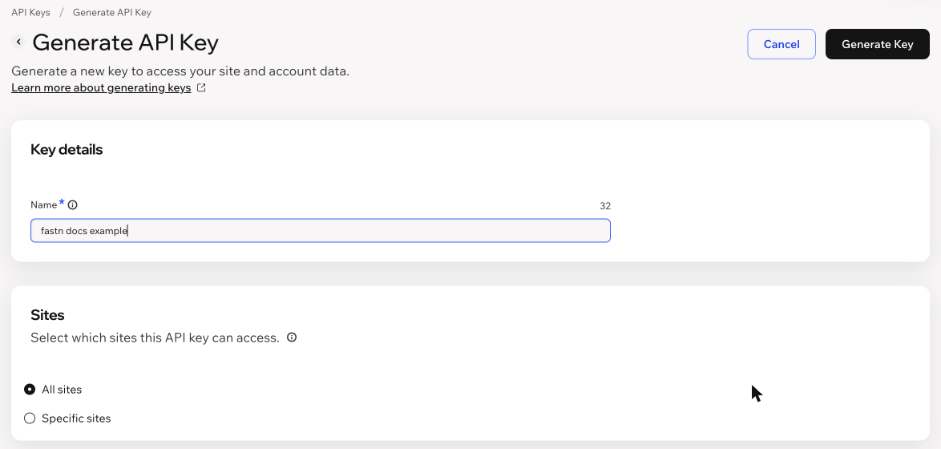 API Keys / Generate API Key
Generate API Key
Cancel
Generate Key
Generate a new key to access your site and account data.
Learn more about generating keys
Key details
Name*
32
fastn docs example
Sites
Select which sites this API key can access.
All sites
Specific sites